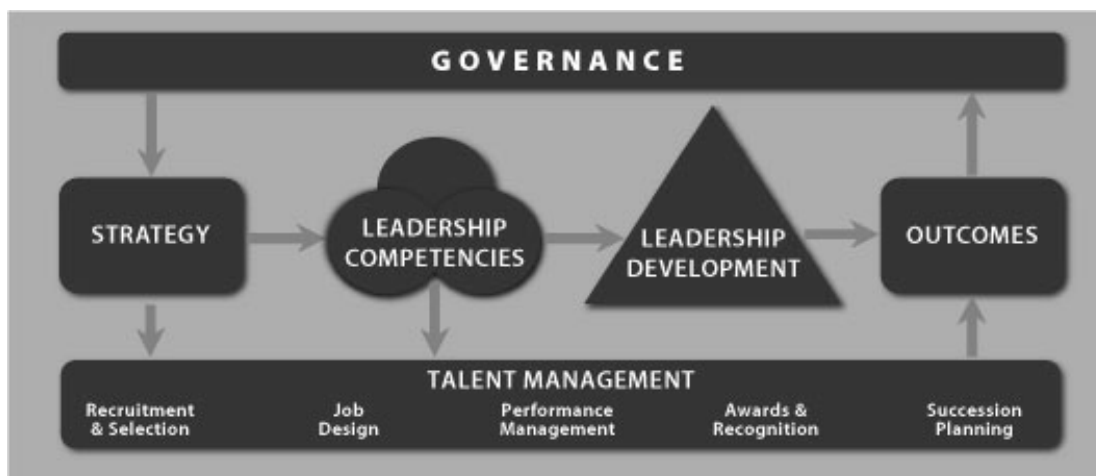 GOVERNANCE
STRATEGY
LEADERSHIP
COMPETENCIES
LEADERSHIP
DEVELOPMENT
OUTCOMES
TALENT MANAGEMENT
Recruitment
& Selection
Job
Design
Performance
Management
Awards &
Recognition
Succession
Planning